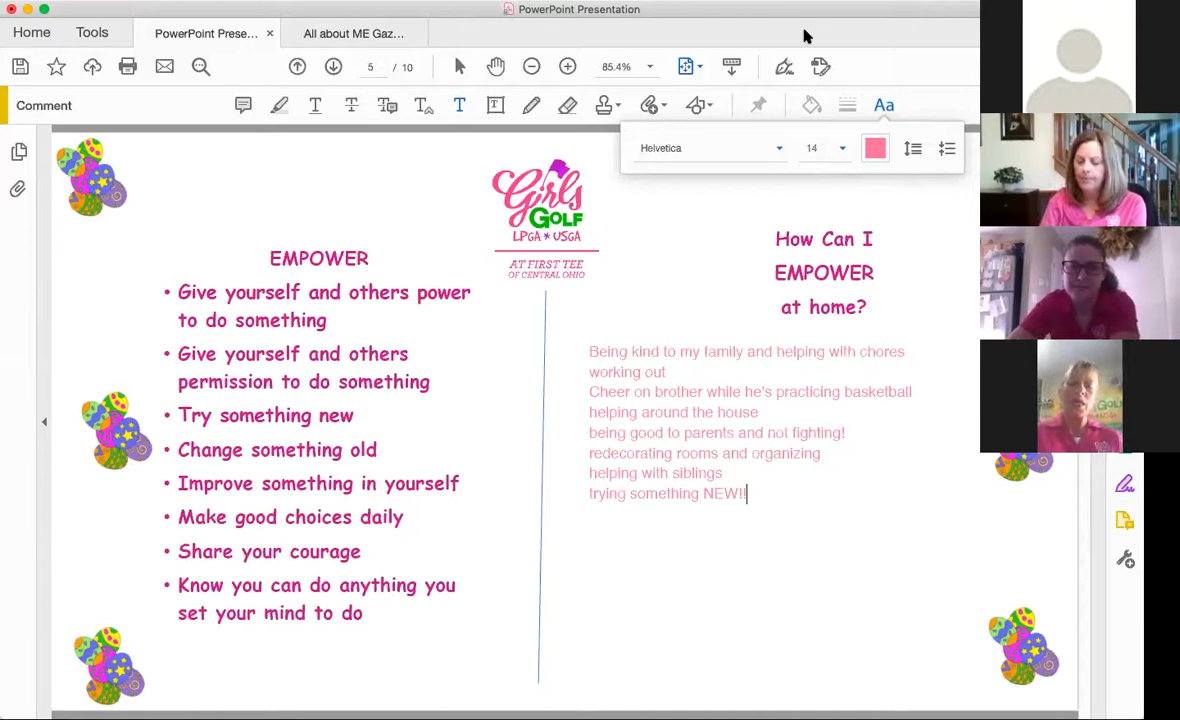 PowerPoint Presentation
Home
Tools
PowerPoint Prese... ×
All about ME Gaz...
5 / 10
85.4%
Comment
Aa
Helvetica
14
Girls
GOLF
LPGA * USGA
AT FIRST TEE
OF CENTRAL OHIO
EMPOWER
• Give yourself and others power
to do something
• Give yourself and others
permission to do something
• Try something new
• Change something old
• Improve something in yourself
• Make good choices daily
• Share your courage
• Know you can do anything you
set your mind to do
How Can I
EMPOWER
at home?
Being kind to my family and helping with chores
working out
Cheer on brother while he's practicing basketball
helping around the house
being good to parents and not fighting!
redecorating rooms and organizing
helping with siblings
trying something NEW!!